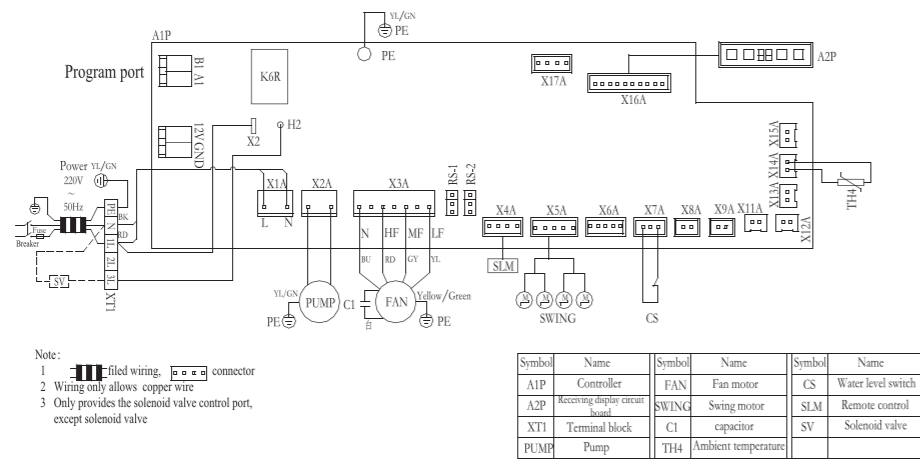 YL/GN
PE
A1P
PE
Program port
B1 A1
K6R
X17A
X16A
A2P
12V GND
X2
H2
X15A
X14A
X13A
TH4
Power YL/GN
220V
~
50Hz
Fuse
Breaker
PE
N
1L
2L
3L
BK
RD
SV
XT1
X1A
L N
X2A
X3A
N HF MF LF
BU RD GY YL
RS-1
RS-2
X4A
X5A
X6A
X7A
X8A
X9A
X11A
X12A
SLM
M M M M
SWING
CS
YL/GN
PE
PUMP
C1
FAN
Yellow/Green
PE
Note:
1 filed wiring, connector
2 Wiring only allows copper wire
3 Only provides the solenoid valve control port,
except solenoid valve
Symbol Name Symbol Name Symbol Name
A1P Controller FAN Fan motor CS Water level switch
A2P Receiving display circuit board SWING Swing motor SLM Remote control
XT1 Terminal block C1 capacitor SV Solenoid valve
PUMP Pump TH4 Ambient temperature